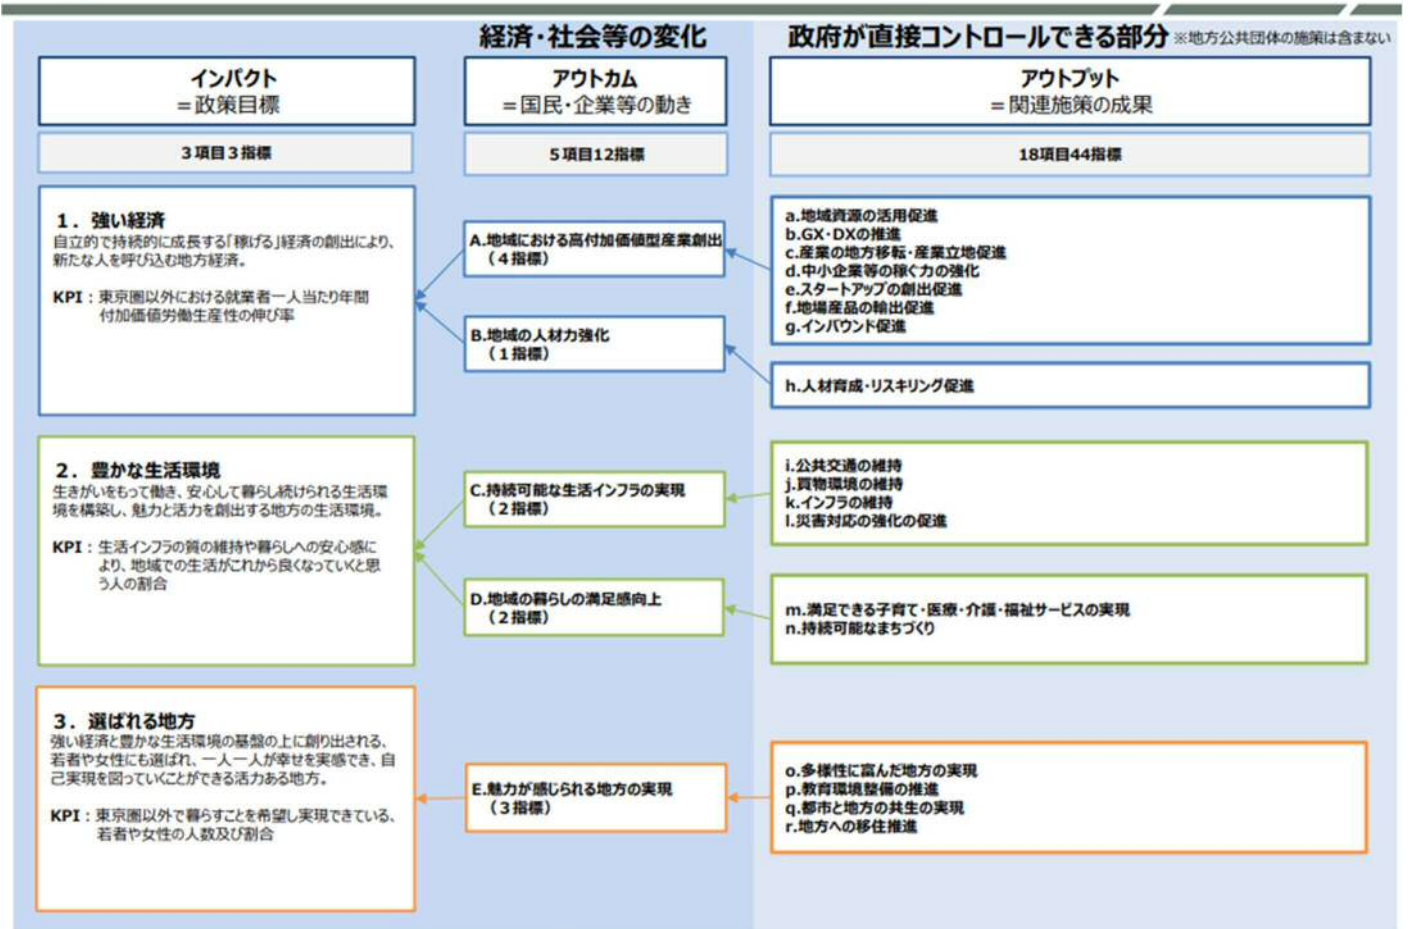 経済・社会等の変化
政府が直接コントロールできる部分 ※地方公共団体の施策は含まない
インパクト
＝政策目標
アウトカム
＝国民・企業等の動き
アウトプット
＝関連施策の成果
3項目3指標
5項目12指標
18項目44指標
1．強い経済
自立的で持続的に成長する「稼げる」経済の創出により、
新たな人を呼び込む地方経済。
KPI：東京圏以外における就業者一人当たり年間
付加価値労働生産性の伸び率
A.地域における高付加価値型産業創出
（4指標）
B.地域の人材力強化
（1指標）
a.地域資源の活用促進
b.GX・DXの推進
c.産業の地方移転・産業立地促進
d.中小企業等の稼ぐ力の強化
e.スタートアップの創出促進
f.地場産品の輸出促進
g.インバウンド促進
h.人材育成・リスキリング促進
2．豊かな生活環境
生きがいをもって働き、安心して暮らし続けられる生活環
境を構築し、魅力と活力を創出する地方の生活環境。
KPI：生活インフラの質の維持や暮らしへの安心感に
より、地域での生活がこれから良くなっていくと思
う人の割合
C.持続可能な生活インフラの実現
（2指標）
D.地域の暮らしの満足感向上
（2指標）
i.公共交通の維持
j.買物環境の維持
k.インフラの維持
l.災害対応の強化の促進
m.満足できる子育て・医療・介護・福祉サービスの実現
n.持続可能なまちづくり
3．選ばれる地方
強い経済と豊かな生活環境の基盤の上に創り出される、
若者や女性にも選ばれ、一人一人が幸せを実感でき、自
己実現を図っていくことができる活力ある地方。
KPI：東京圏以外で暮らすことを希望し実現できている、
若者や女性の人数及び割合
E.魅力が感じられる地方の実現
（3指標）
o.多様性に富んだ地方の実現
p.教育環境整備の推進
q.都市と地方の共生の実現
r.地方への移住推進